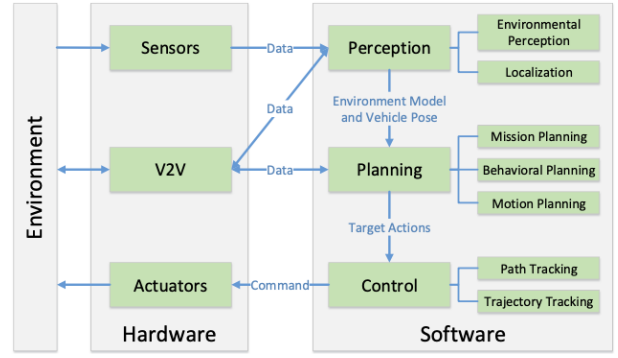 Environment
Sensors
V2V
Actuators
Hardware
Data
Data
Data
Command
Perception
Environment Model
and Vehicle Pose
Planning
Target Actions
Control
Environmental
Perception
Localization
Mission Planning
Behavioral Planning
Motion Planning
Path Tracking
Trajectory Tracking
Software